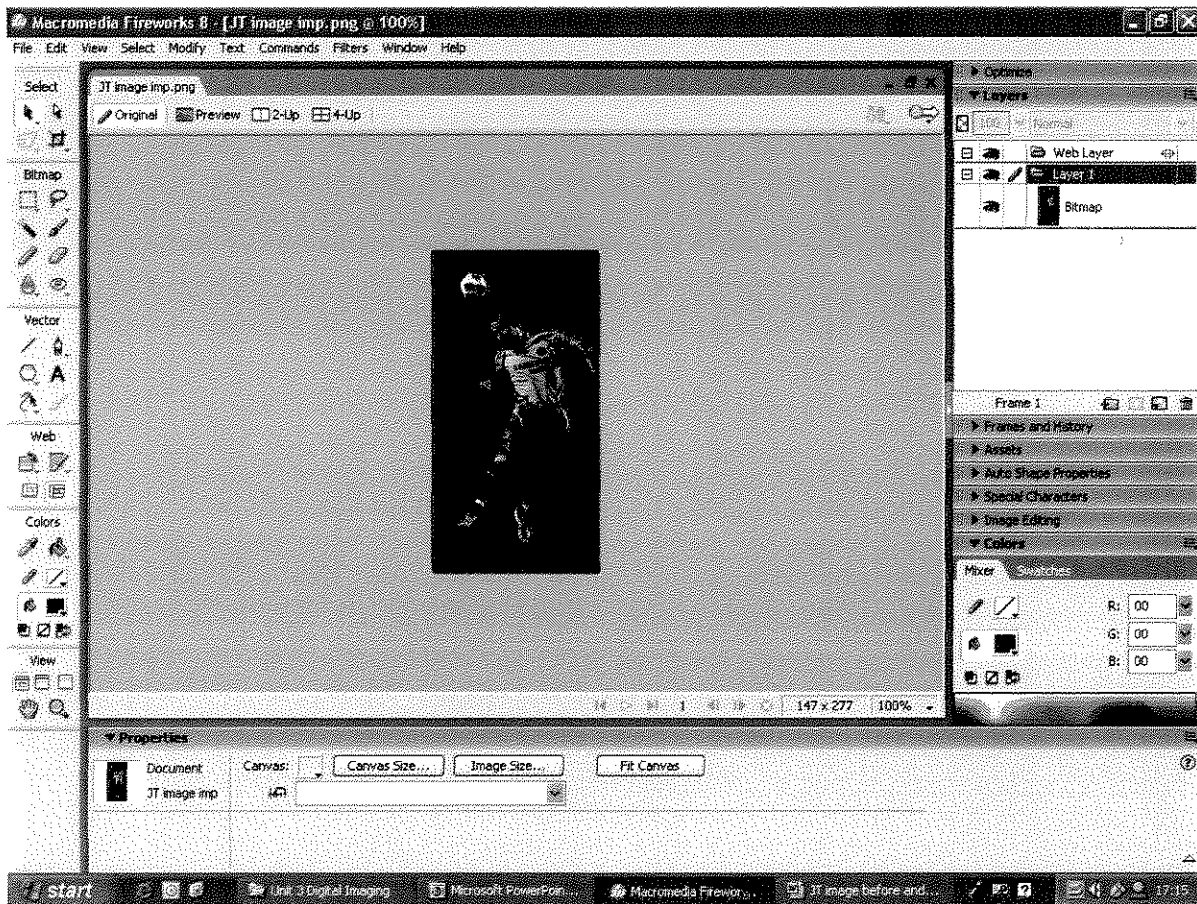 Macromedia Fireworks 8 - [JT image imp.png @ 100%]
File Edit View Select Modify Text Commands Filters Window Help
Select
Bitmap
Vector
A
Web
Colors
View
JT image imp.png
Original Preview 2-Up 4-Up
1 147 x 277 100%
Optimize
Layers
100 Normal
Web Layer
Layer 1
Bitmap
Frame 1
Frames and History
Assets
Auto Shape Properties
Special Characters
Image Editing
Colors
Mixer Swatches
R: 00
G: 00
B: 00
Properties
Document Canvas: Canvas Size... Image Size... Fit Canvas
JT image imp
start Unit 3 Digital Imaging Microsoft PowerPoin... Macromedia Firewor... JT image before and... 17:15